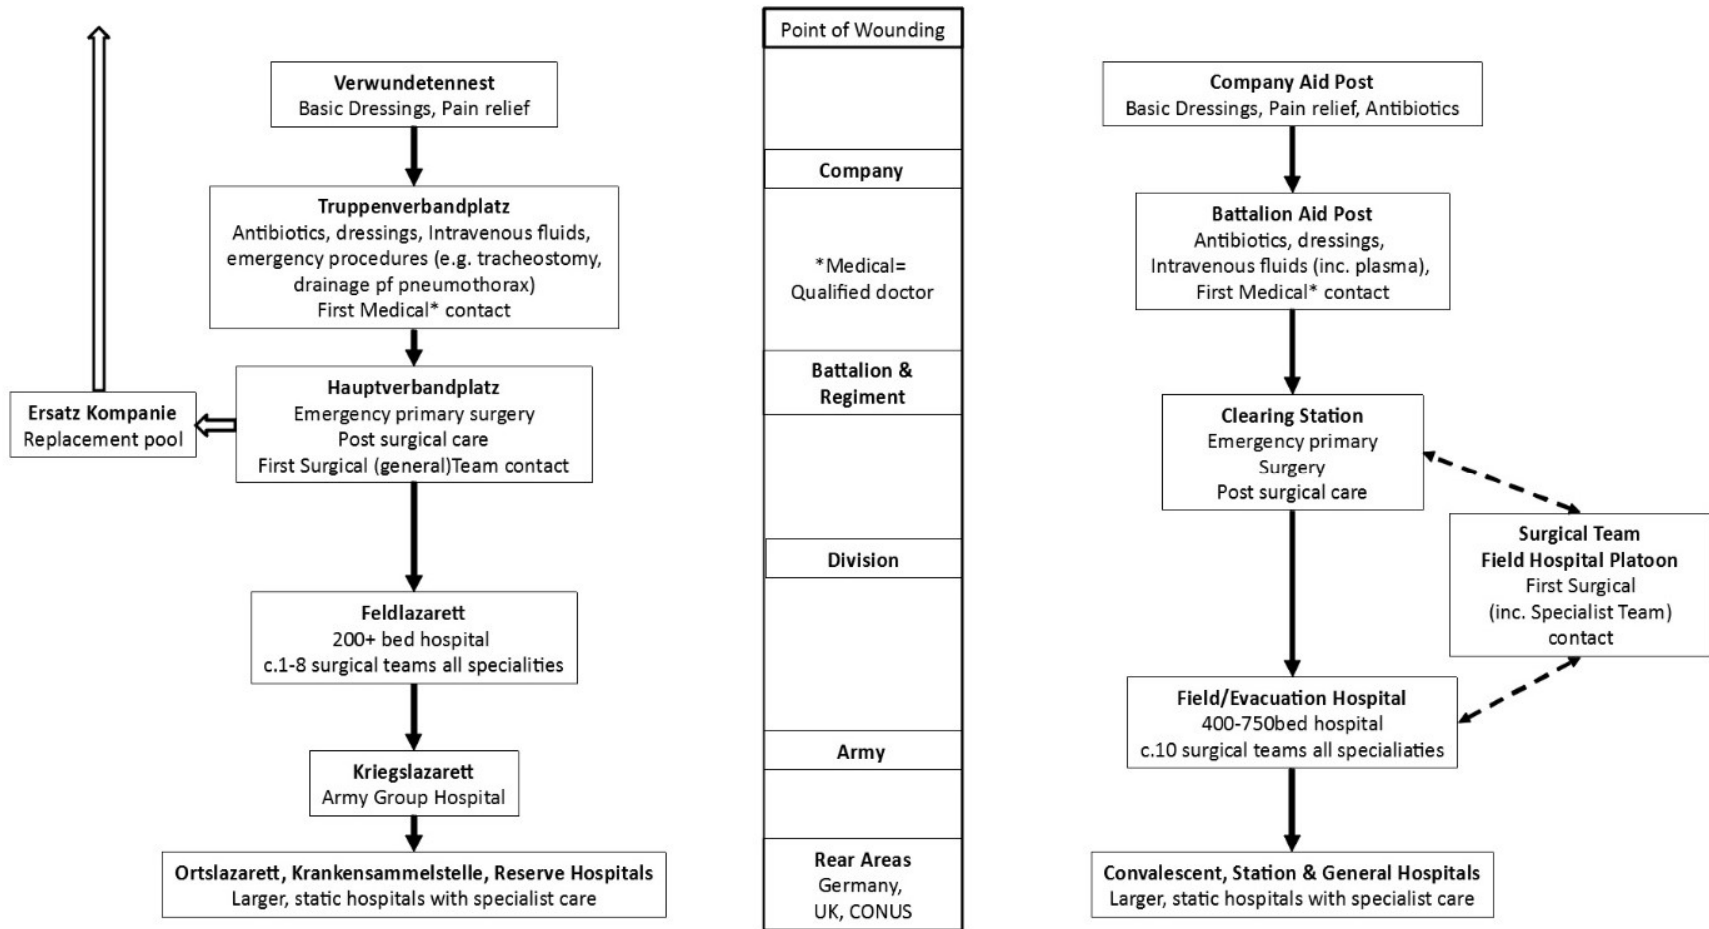 Point of Wounding
Verwundetennest
Basic Dressings, Pain relief
Truppenverbandplatz
Antibiotics, dressings, Intravenous fluids,
emergency procedures (e.g. tracheostomy,
drainage pf pneumothorax)
First Medical* contact
Hauptverbandplatz
Emergency primary surgery
Post surgical care
First Surgical (general)Team contact
Ersatz Kompanie
Replacement pool
Feldlazarett
200+ bed hospital
c.1-8 surgical teams all specialities
Kriegslazarett
Army Group Hospital
Ortslazarett, Krankensammelstelle, Reserve Hospitals
Larger, static hospitals with specialist care
Company
*Medical=
Qualified doctor
Battalion &
Regiment
Division
Army
Rear Areas
Germany,
UK, CONUS
Company Aid Post
Basic Dressings, Pain relief, Antibiotics
Battalion Aid Post
Antibiotics, dressings,
Intravenous fluids (inc. plasma),
First Medical* contact
Clearing Station
Emergency primary
Surgery
Post surgical care
Surgical Team
Field Hospital Platoon
First Surgical
(inc. Specialist Team)
contact
Field/Evacuation Hospital
400-750bed hospital
c.10 surgical teams all specialiaties
Convalescent, Station & General Hospitals
Larger, static hospitals with specialist care